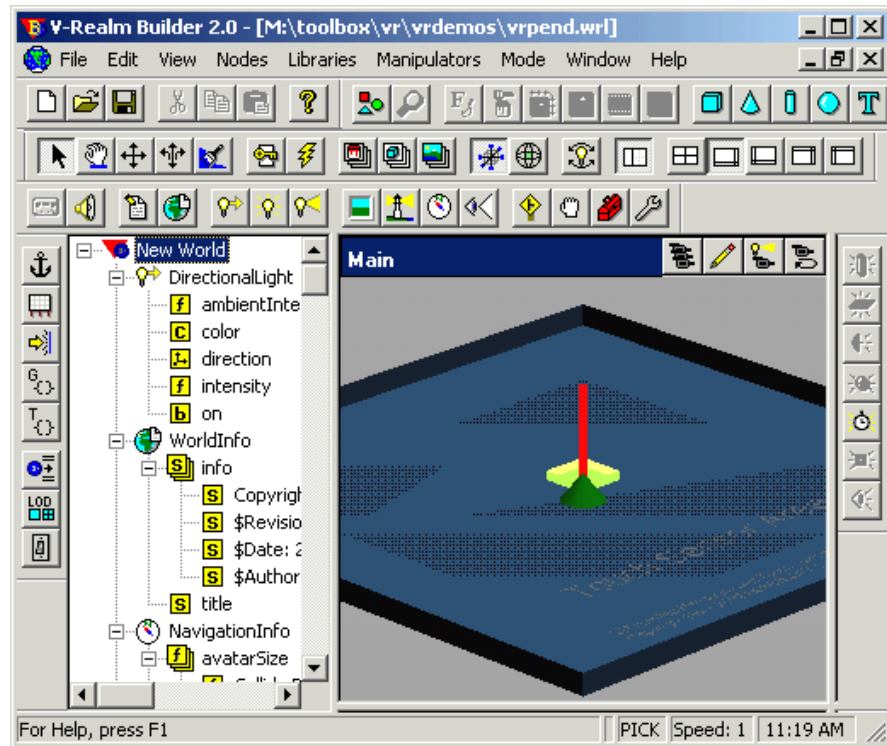 V-Realm Builder 2.0 - [M:\toolbox\vr\vrdemos\vrpend.wrl]
File Edit View Nodes Libraries Manipulators Mode Window Help
New World
DirectionalLight
ambientInte
color
direction
intensity
on
WorldInfo
info
Copyrigh
$Revisio
$Date: 2
$Author
title
NavigationInfo
avatarSize
Main
LOD
For Help, press F1
PICK Speed: 1 11:19 AM